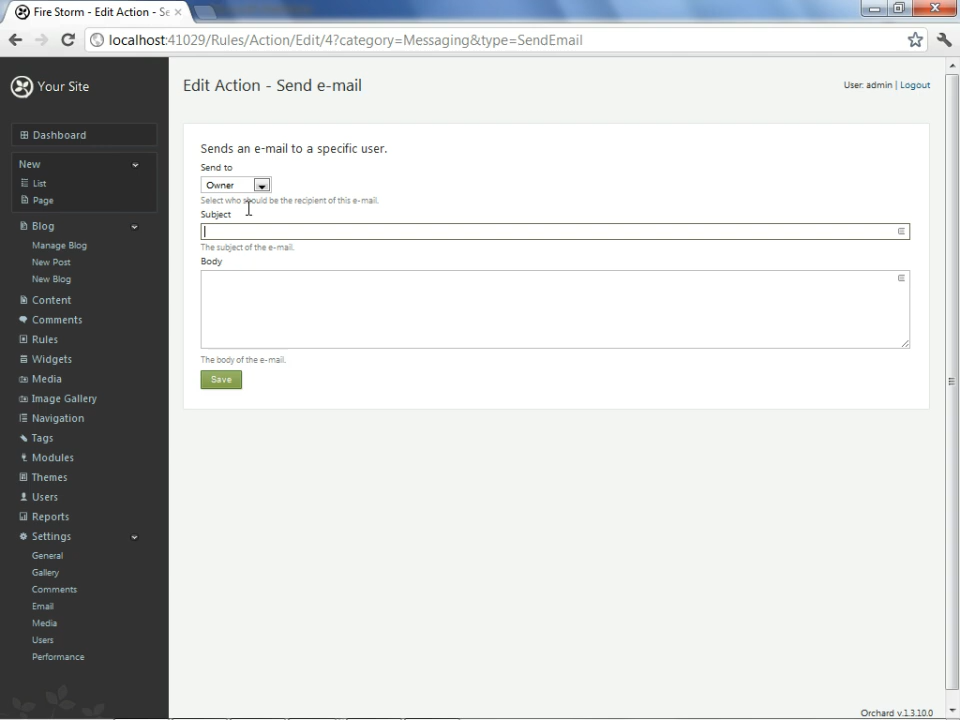 Fire Storm - Edit Action - Se
localhost:41029/Rules/Action/Edit/4?category=Messaging&type=SendEmail
Your Site
Edit Action - Send e-mail
User: admin | Logout
Dashboard
New
List
Page
Blog
Manage Blog
New Post
New Blog
Content
Comments
Rules
Widgets
Media
Image Gallery
Navigation
Tags
Modules
Themes
Users
Reports
Settings
General
Gallery
Comments
Email
Media
Users
Performance
Sends an e-mail to a specific user.
Send to
Owner
Select who should be the recipient of this e-mail.
Subject
The subject of the e-mail.
Body
The body of the e-mail.
Save
Orchard v.1.3.10.0